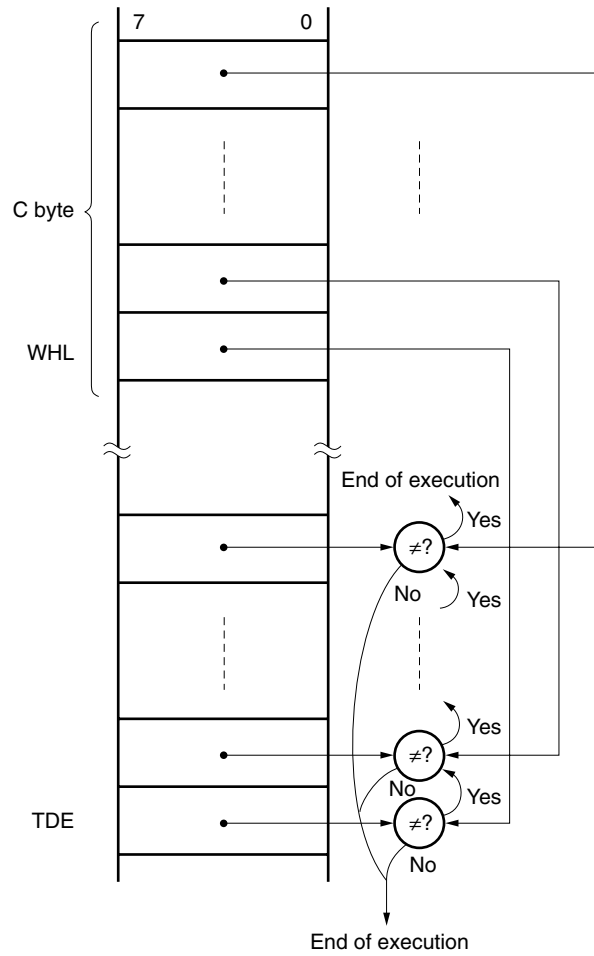 7 0
C byte
WHL
End of execution
Yes
≠?
No
Yes
Yes
≠?
No
Yes
TDE
≠?
No
End of execution